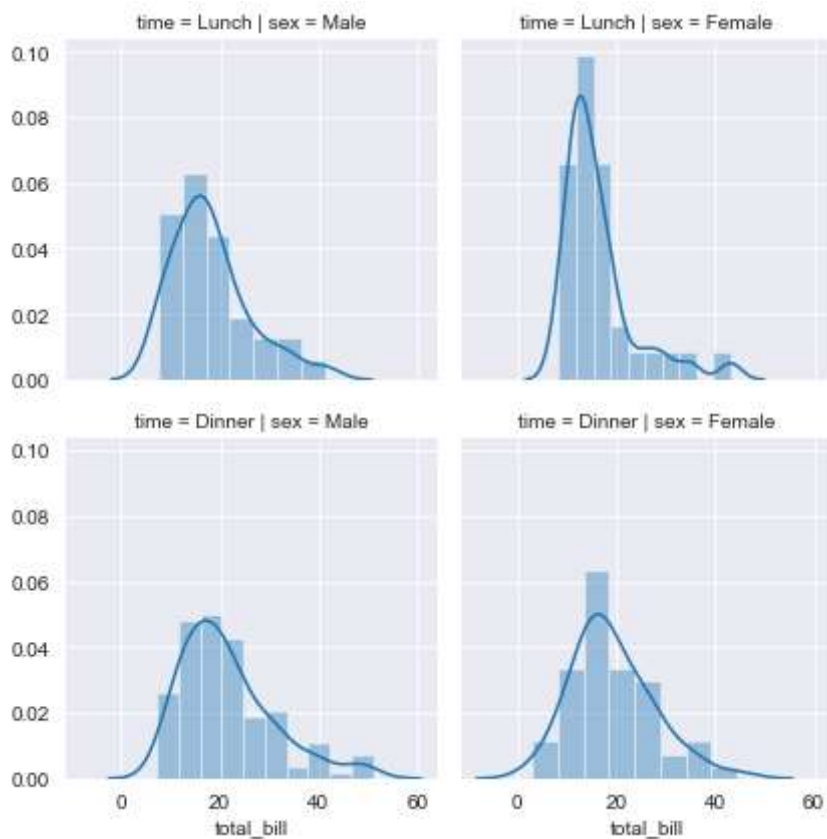 time = Lunch | sex = Male
time = Lunch | sex = Female
0.10
0.08
0.06
0.04
0.02
0.00
time = Dinner | sex = Male
time = Dinner | sex = Female
0.10
0.08
0.06
0.04
0.02
0.00
0 20 40 60
0 20 40 60
total_bill
total_bill